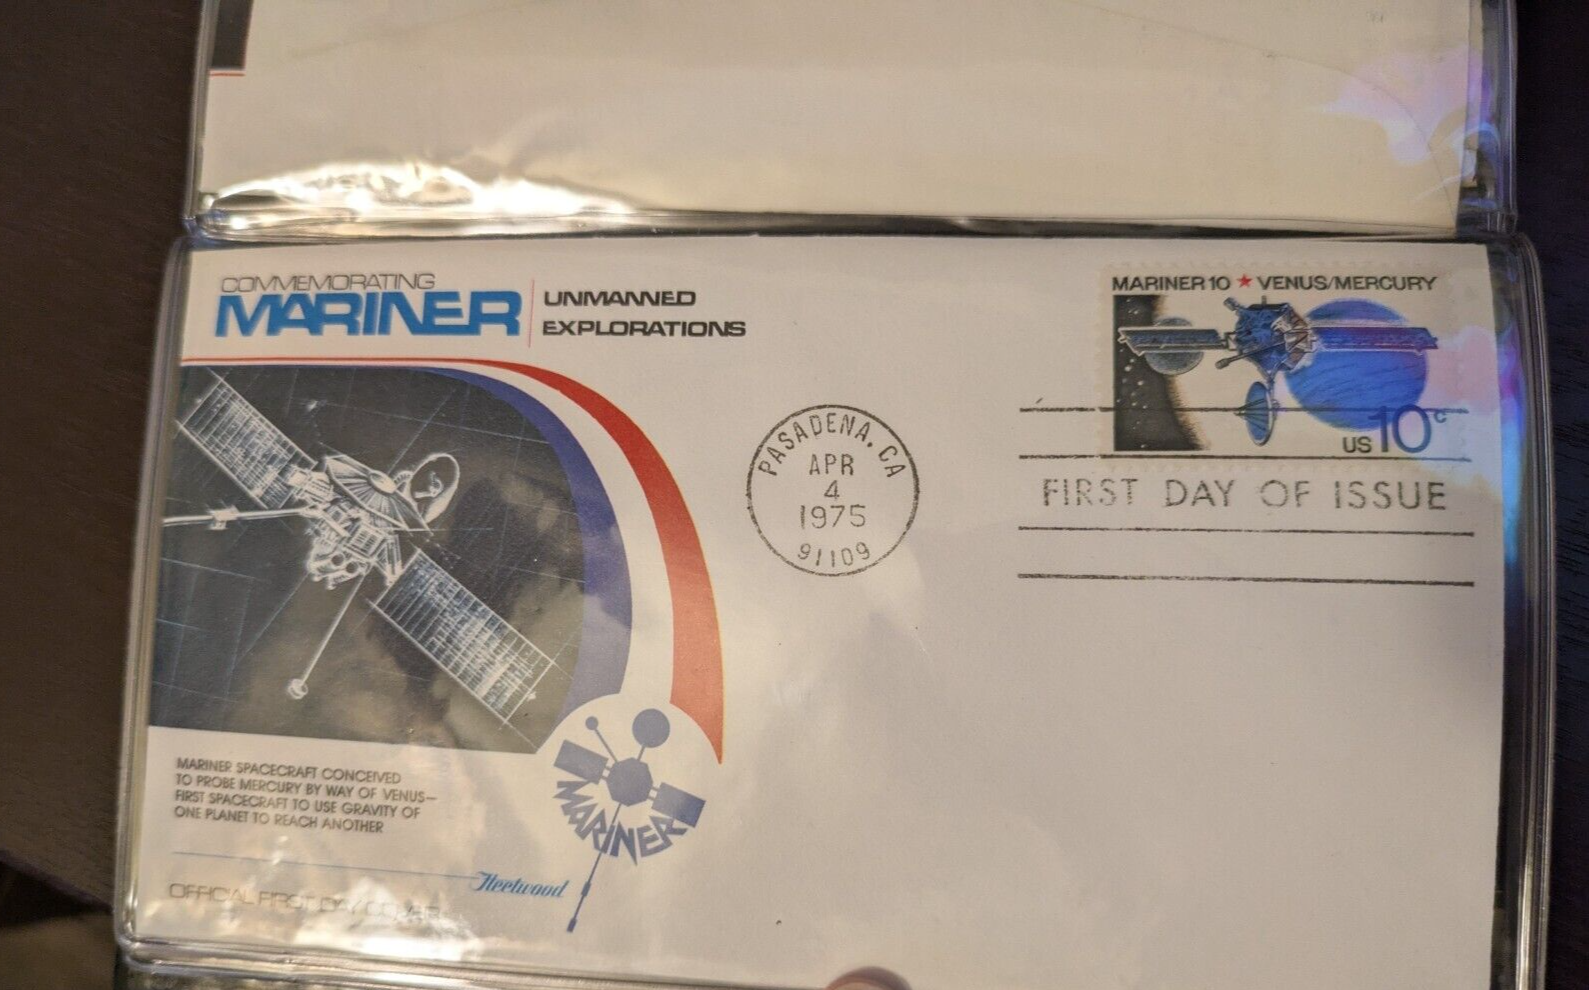 COMMEMORATING
MARINER
UNMANNED
EXPLORATIONS
MARINER 10 ★ VENUS/MERCURY
US 10c
PASADENA, CA
APR
4
1975
91109
FIRST DAY OF ISSUE
MARINER SPACECRAFT CONCEIVED
TO PROBE MERCURY BY WAY OF VENUS—
FIRST SPACECRAFT TO USE GRAVITY OF
ONE PLANET TO REACH ANOTHER
MARINER
Fleetwood
OFFICIAL FIRST DAY COVER